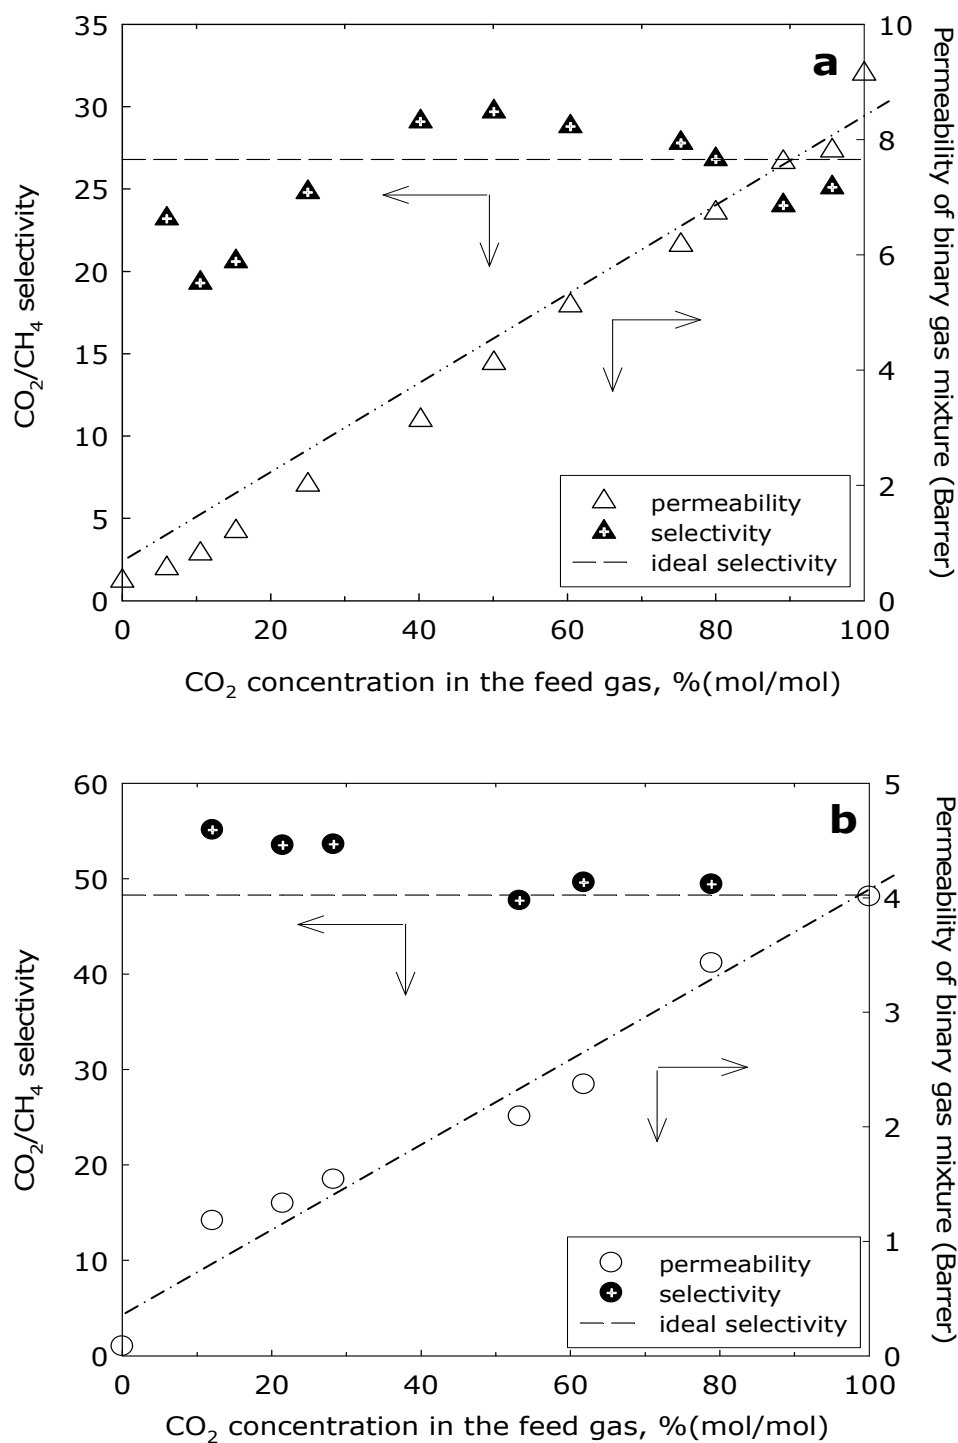 a
35
30
25
20
15
10
5
0
CO2/CH4 selectivity
10
8
6
4
2
0
Permeability of binary gas mixture (Barrer)
permeability
selectivity
ideal selectivity
0 20 40 60 80 100
CO2 concentration in the feed gas, %(mol/mol)
b
60
50
40
30
20
10
0
CO2/CH4 selectivity
5
4
3
2
1
0
Permeability of binary gas mixture (Barrer)
permeability
selectivity
ideal selectivity
0 20 40 60 80 100
CO2 concentration in the feed gas, %(mol/mol)